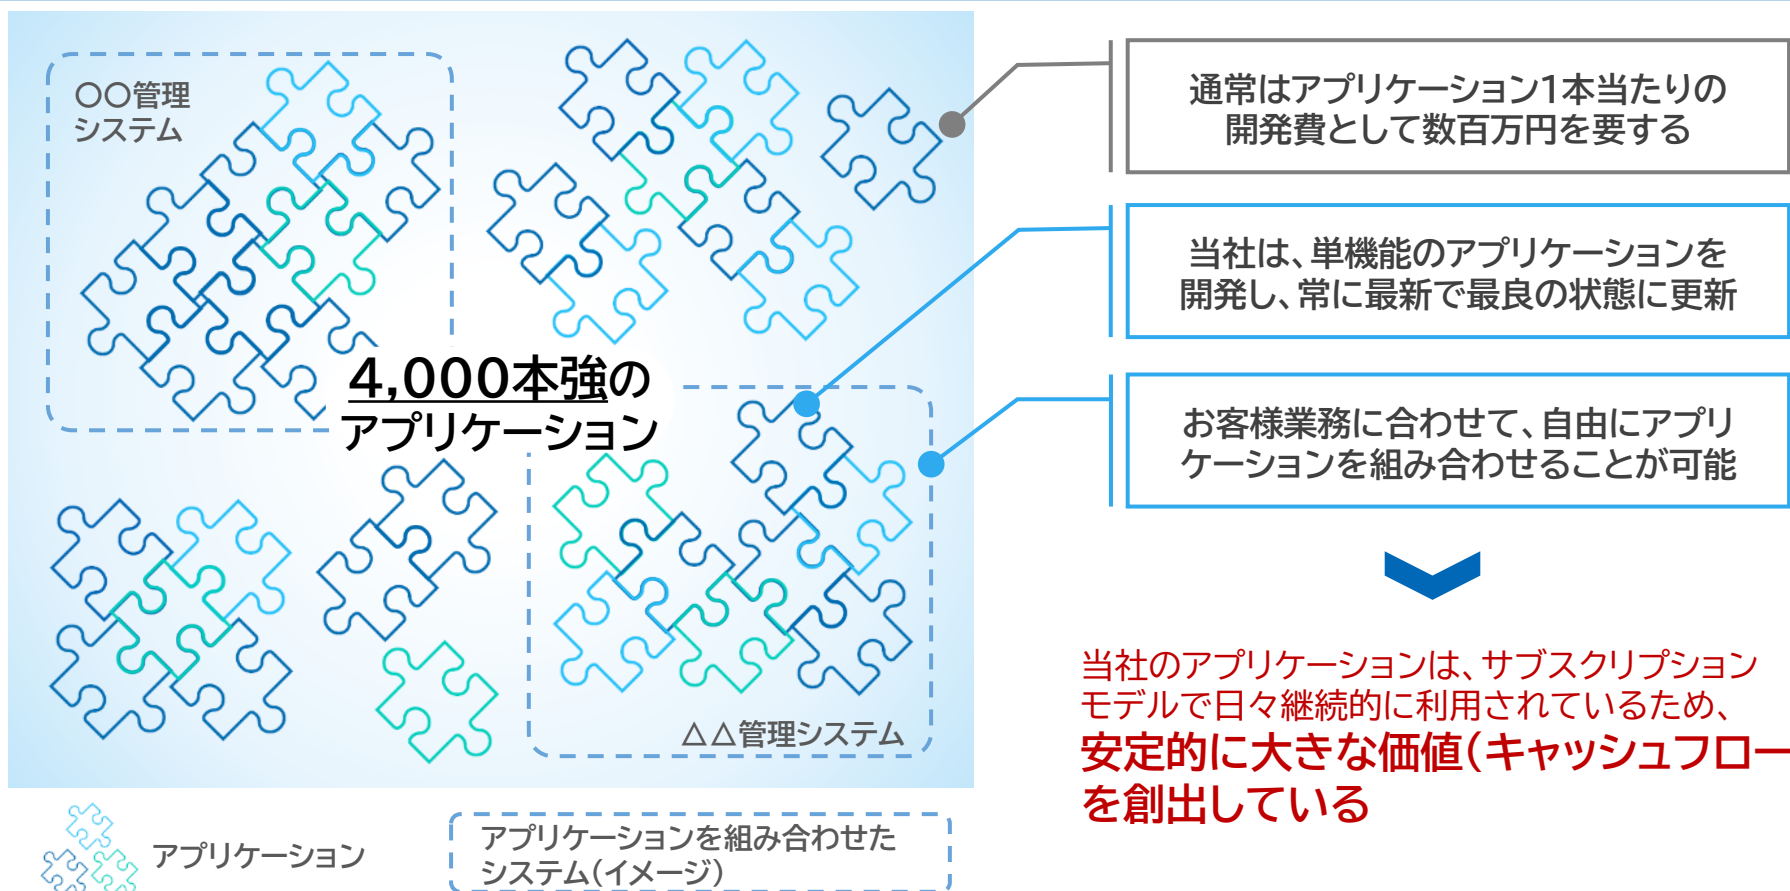 〇〇管理
システム
4,000本強の
アプリケーション
△△管理システム
アプリケーション
アプリケーションを組み合わせた
システム(イメージ)
通常はアプリケーション1本当たりの
開発費として数百万円を要する
当社は、単機能のアプリケーションを
開発し、常に最新で最良の状態に更新
お客様業務に合わせて、自由にアプリ
ケーションを組み合わせることが可能
当社のアプリケーションは、サブスクリプション
モデルで日々継続的に利用されているため、
安定的に大きな価値(キャッシュフロー
を創出している